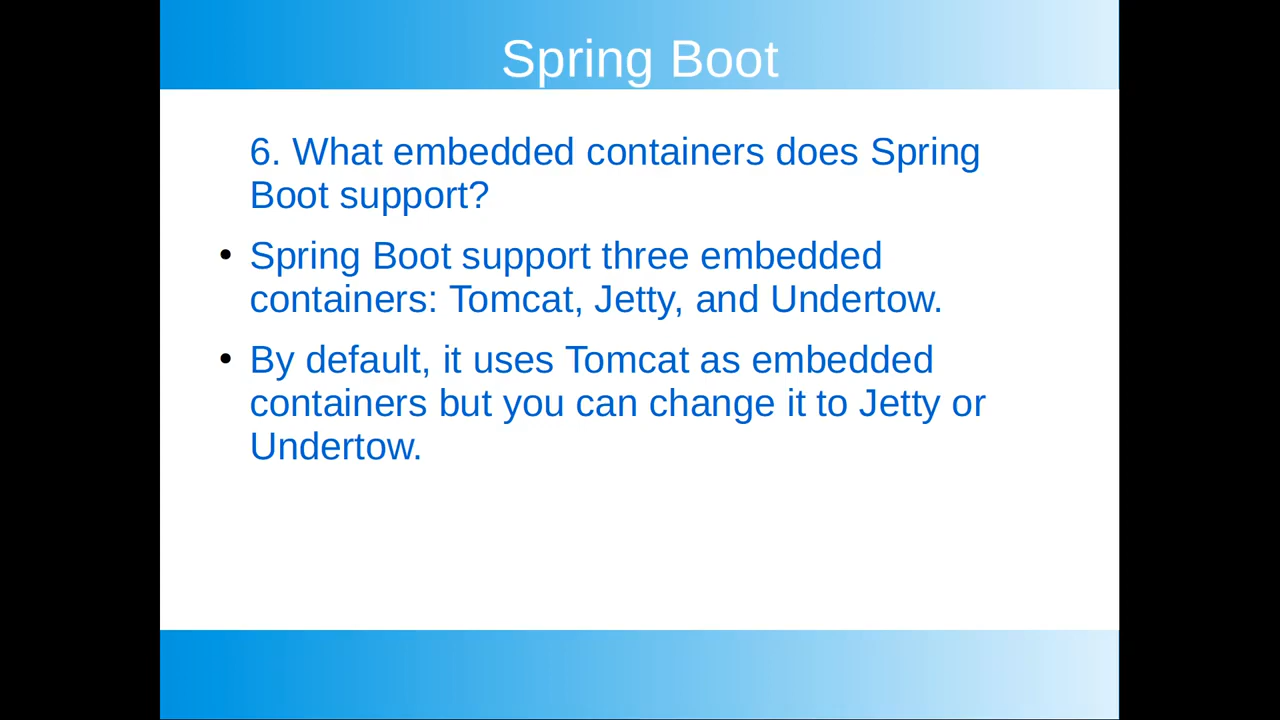 Spring Boot
6. What embedded containers does Spring
Boot support?
• Spring Boot support three embedded
containers: Tomcat, Jetty, and Undertow.
• By default, it uses Tomcat as embedded
containers but you can change it to Jetty or
Undertow.